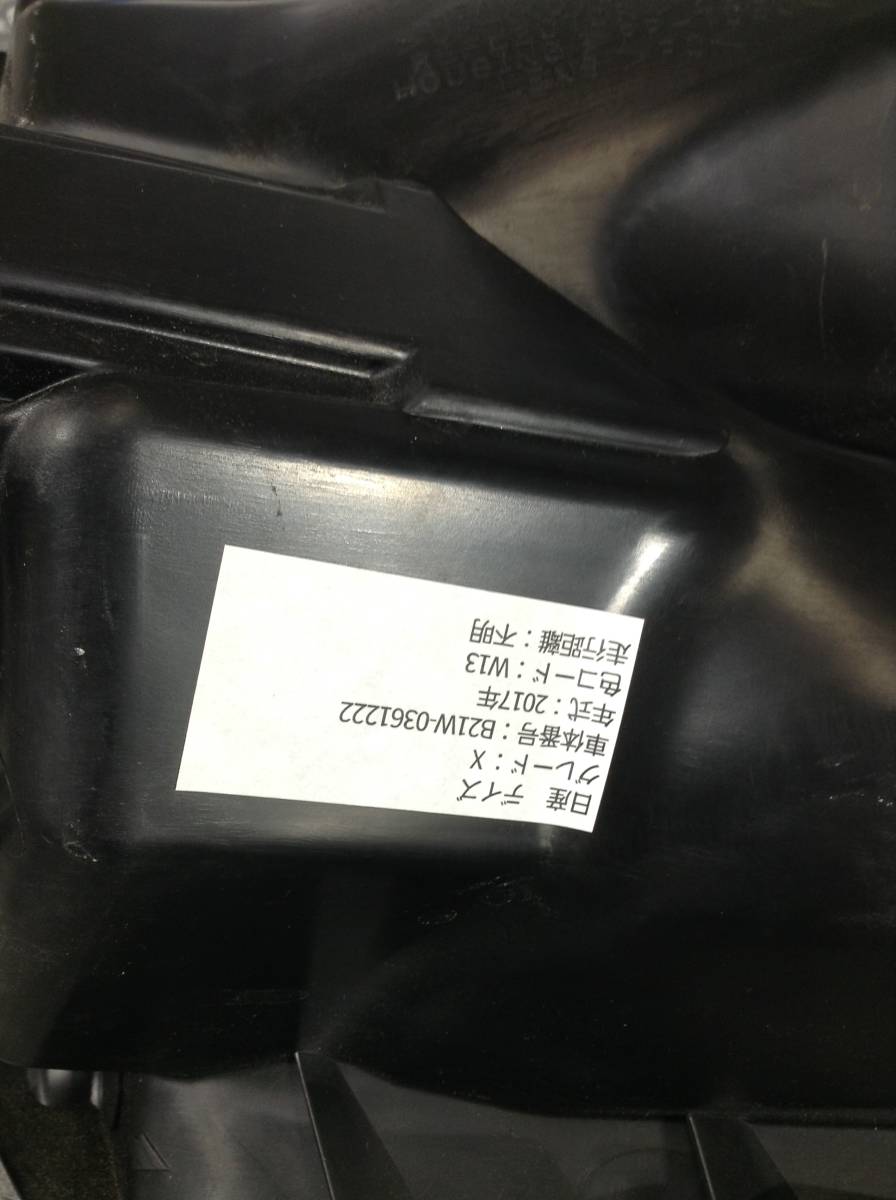 日産 デイズ
グレード：X
車体番号：B21W-0361222
年式：2017年
色コード：W13
走行距離：不明